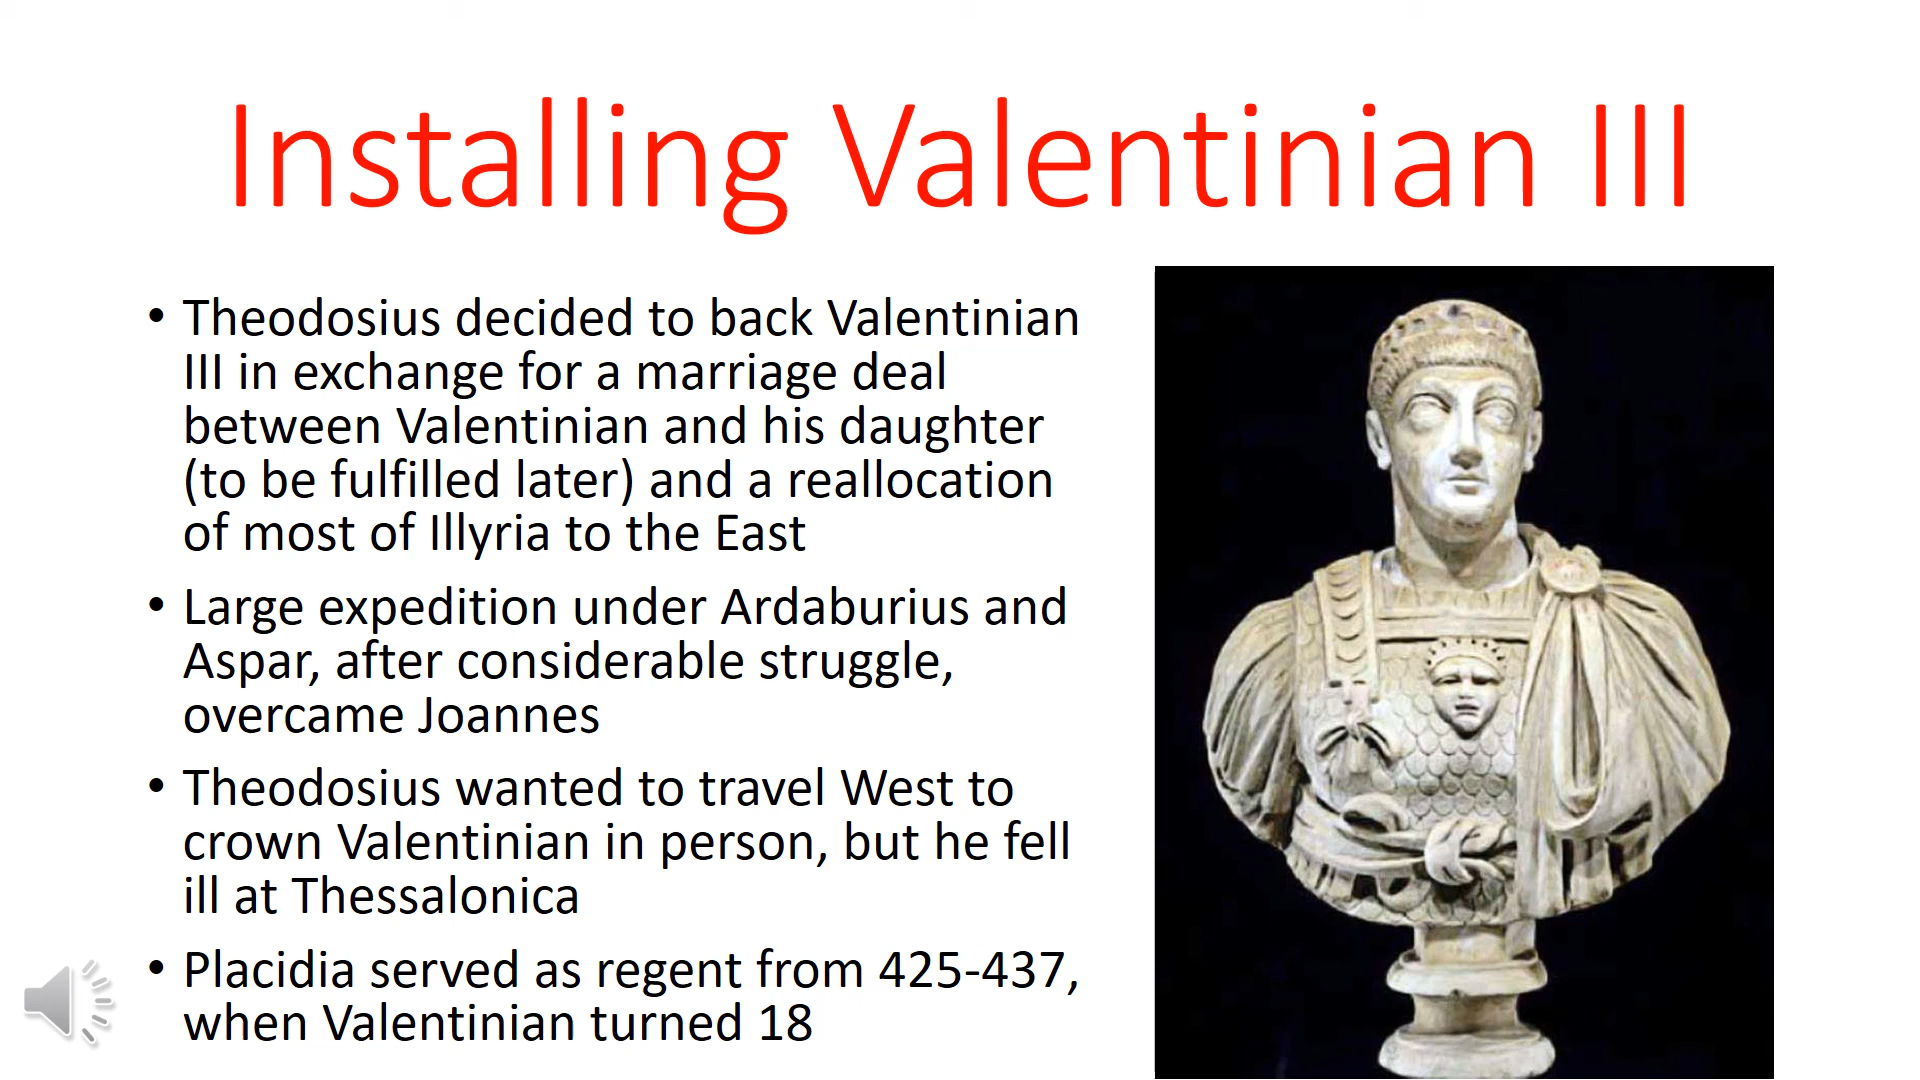 Installing Valentinian III
• Theodosius decided to back Valentinian
III in exchange for a marriage deal
between Valentinian and his daughter
(to be fulfilled later) and a reallocation
of most of Illyria to the East
• Large expedition under Ardaburius and
Aspar, after considerable struggle,
overcame Joannes
• Theodosius wanted to travel West to
crown Valentinian in person, but he fell
ill at Thessalonica
• Placidia served as regent from 425-437,
when Valentinian turned 18